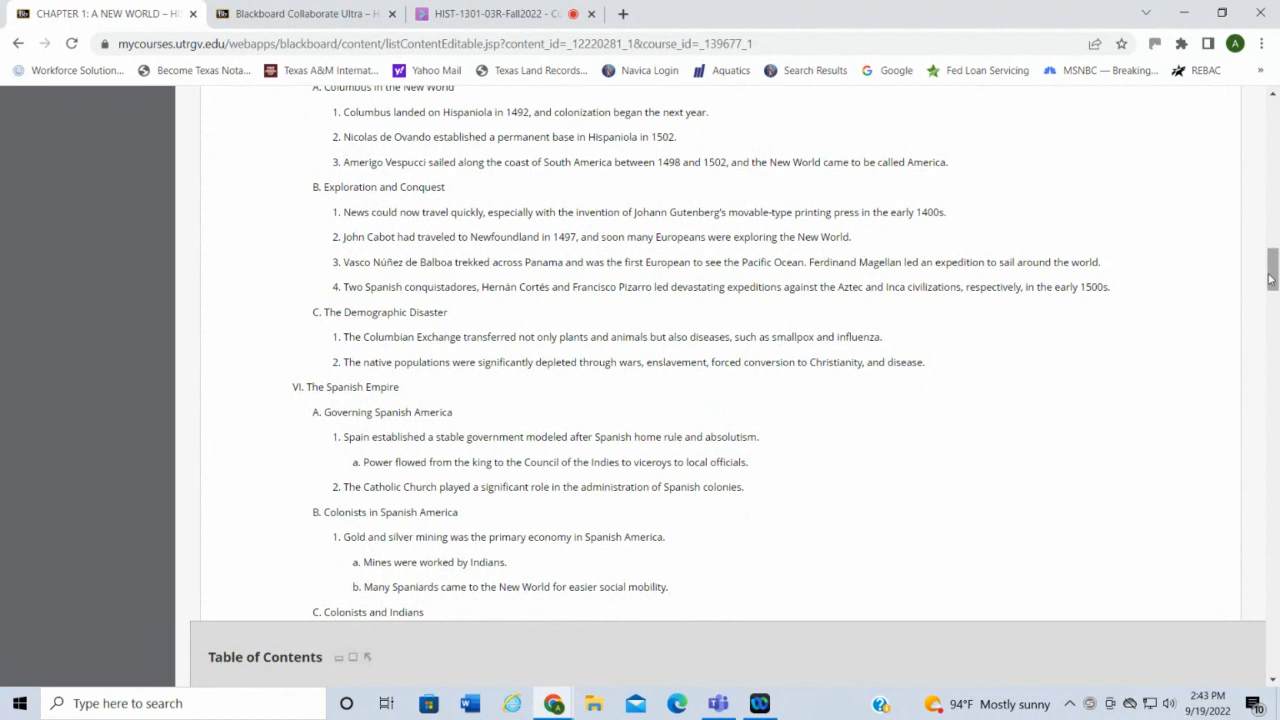 CHAPTER 1: A NEW WORLD – HI
Blackboard Collaborate Ultra – H
HIST-1301-03R-Fall2022 - Co
mycourses.utrgv.edu/webapps/blackboard/content/listContentEditable.jsp?content_id=_12220281_1&course_id=_139677_1
A
Workforce Solution...
Become Texas Nota...
Texas A&M Internat...
Yahoo Mail
Texas Land Records...
Navica Login
Aquatics
Search Results
Google
Fed Loan Servicing
MSNBC — Breaking...
REBAC
»
A. Columbus in the New World
1. Columbus landed on Hispaniola in 1492, and colonization began the next year.
2. Nicolas de Ovando established a permanent base in Hispaniola in 1502.
3. Amerigo Vespucci sailed along the coast of South America between 1498 and 1502, and the New World came to be called America.
B. Exploration and Conquest
1. News could now travel quickly, especially with the invention of Johann Gutenberg's movable-type printing press in the early 1400s.
2. John Cabot had traveled to Newfoundland in 1497, and soon many Europeans were exploring the New World.
3. Vasco Núñez de Balboa trekked across Panama and was the first European to see the Pacific Ocean. Ferdinand Magellan led an expedition to sail around the world.
4. Two Spanish conquistadores, Hernán Cortés and Francisco Pizarro led devastating expeditions against the Aztec and Inca civilizations, respectively, in the early 1500s.
C. The Demographic Disaster
1. The Columbian Exchange transferred not only plants and animals but also diseases, such as smallpox and influenza.
2. The native populations were significantly depleted through wars, enslavement, forced conversion to Christianity, and disease.
VI. The Spanish Empire
A. Governing Spanish America
1. Spain established a stable government modeled after Spanish home rule and absolutism.
a. Power flowed from the king to the Council of the Indies to viceroys to local officials.
2. The Catholic Church played a significant role in the administration of Spanish colonies.
B. Colonists in Spanish America
1. Gold and silver mining was the primary economy in Spanish America.
a. Mines were worked by Indians.
b. Many Spaniards came to the New World for easier social mobility.
C. Colonists and Indians
Table of Contents
Type here to search
94°F Mostly sunny
2:43 PM
9/19/2022
10